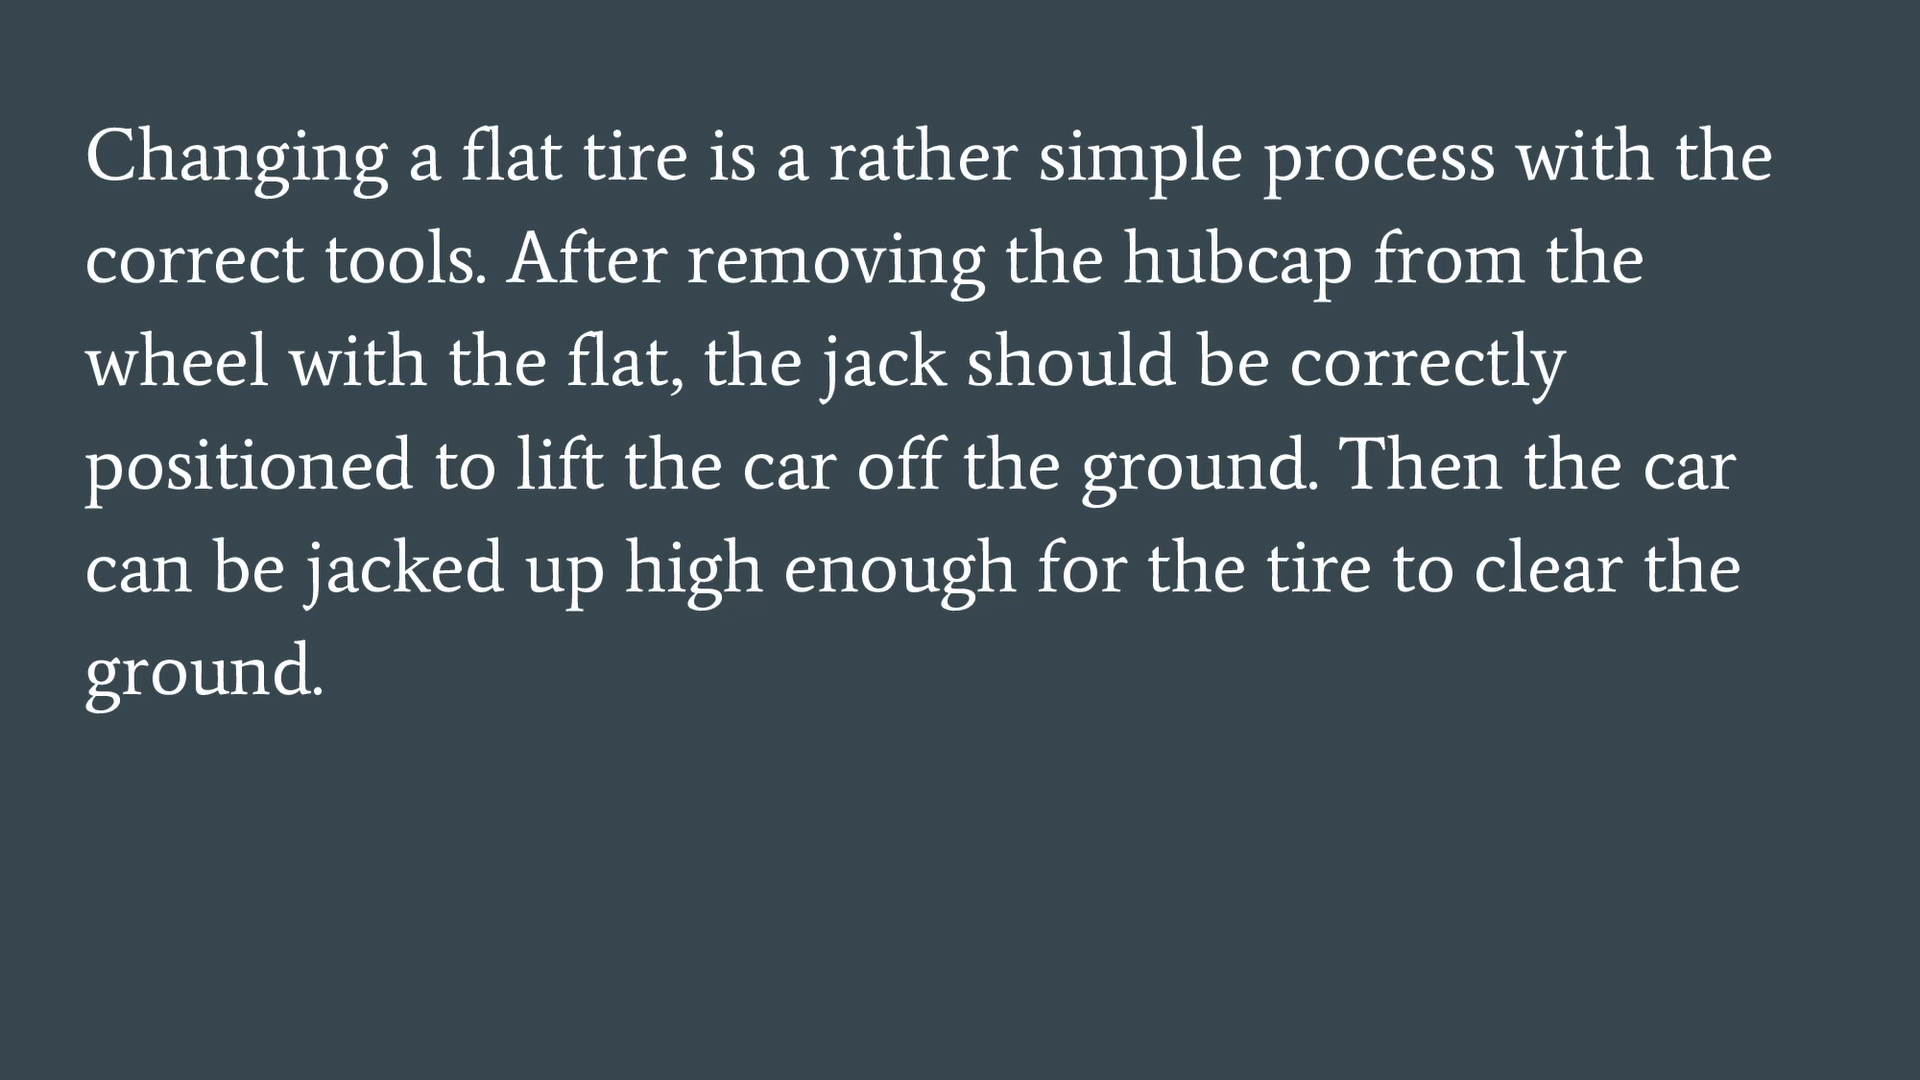 Changing a flat tire is a rather simple process with the
correct tools. After removing the hubcap from the
wheel with the flat, the jack should be correctly
positioned to lift the car off the ground. Then the car
can be jacked up high enough for the tire to clear the
ground.